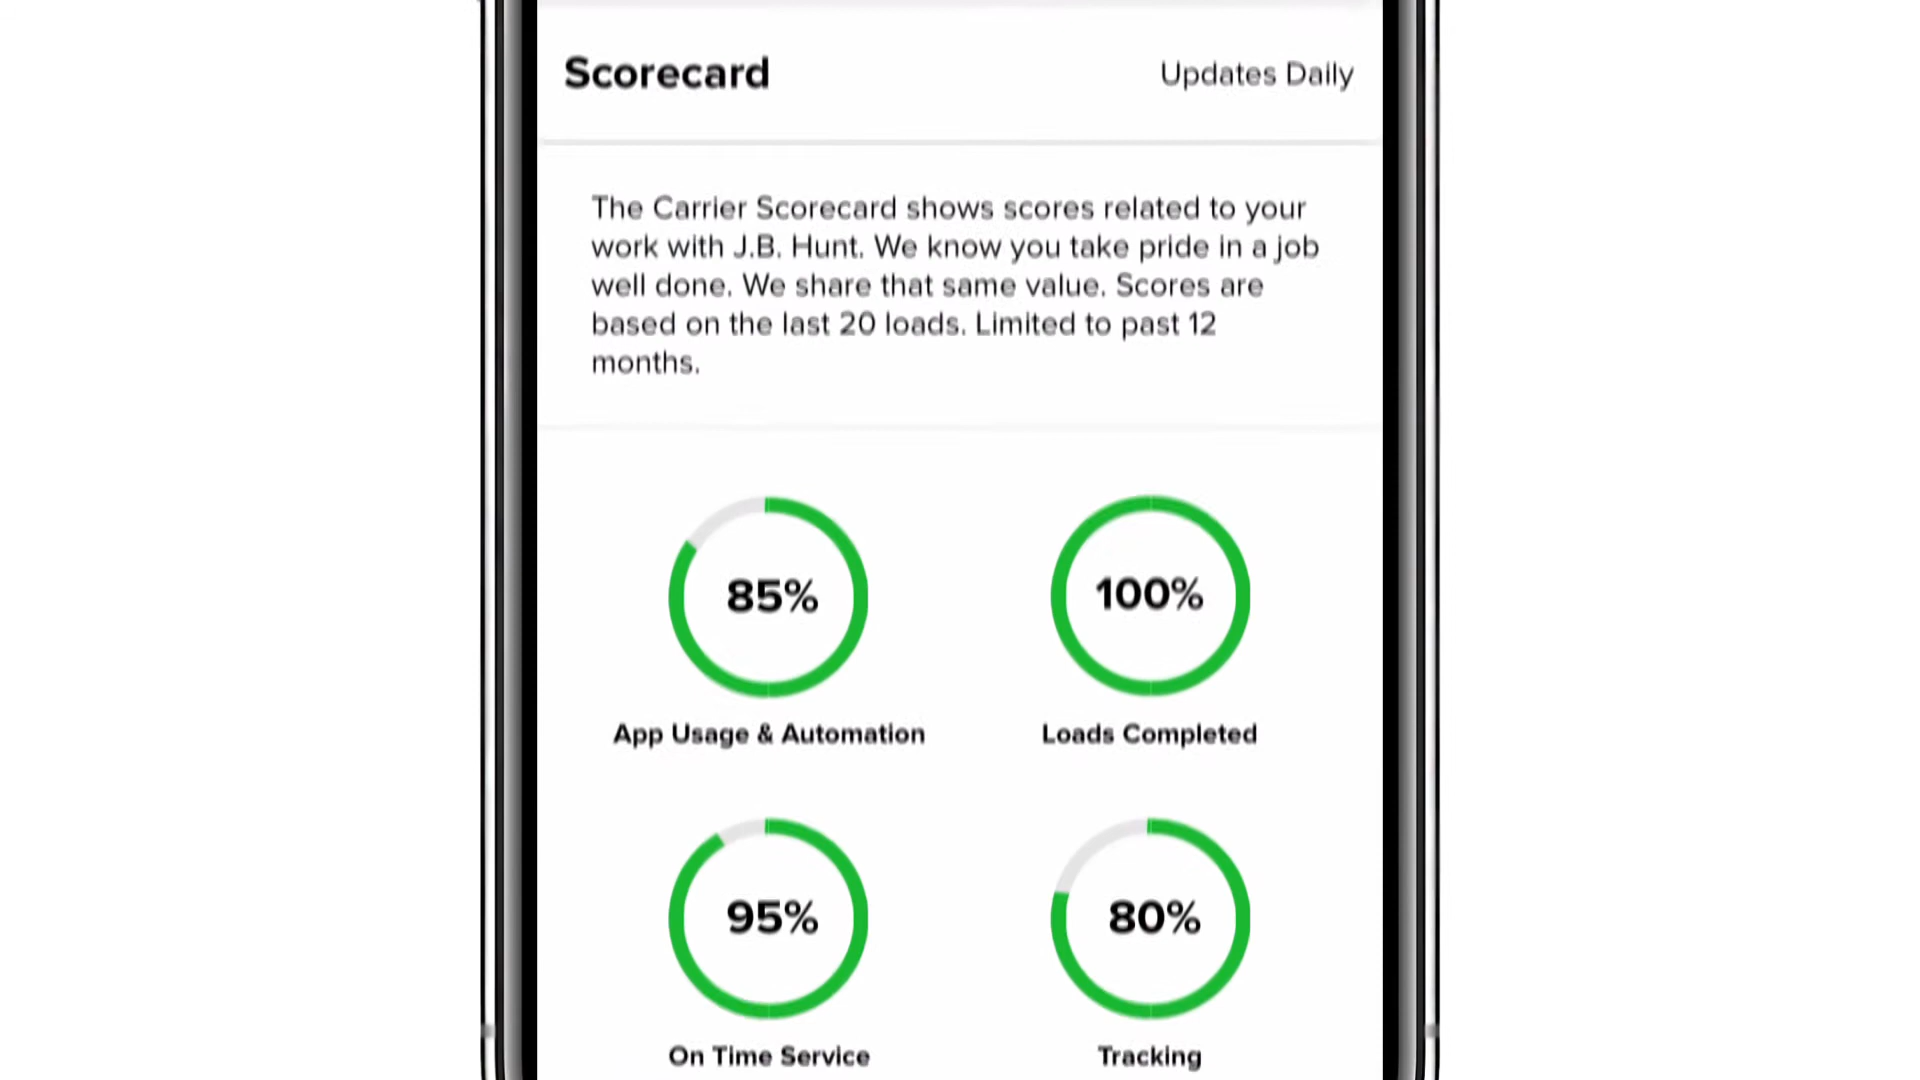 Scorecard
Updates Daily
The Carrier Scorecard shows scores related to your
work with J.B. Hunt. We know you take pride in a job
well done. We share that same value. Scores are
based on the last 20 loads. Limited to past 12
months.
85%
100%
App Usage & Automation
Loads Completed
95%
80%
On Time Service
Tracking